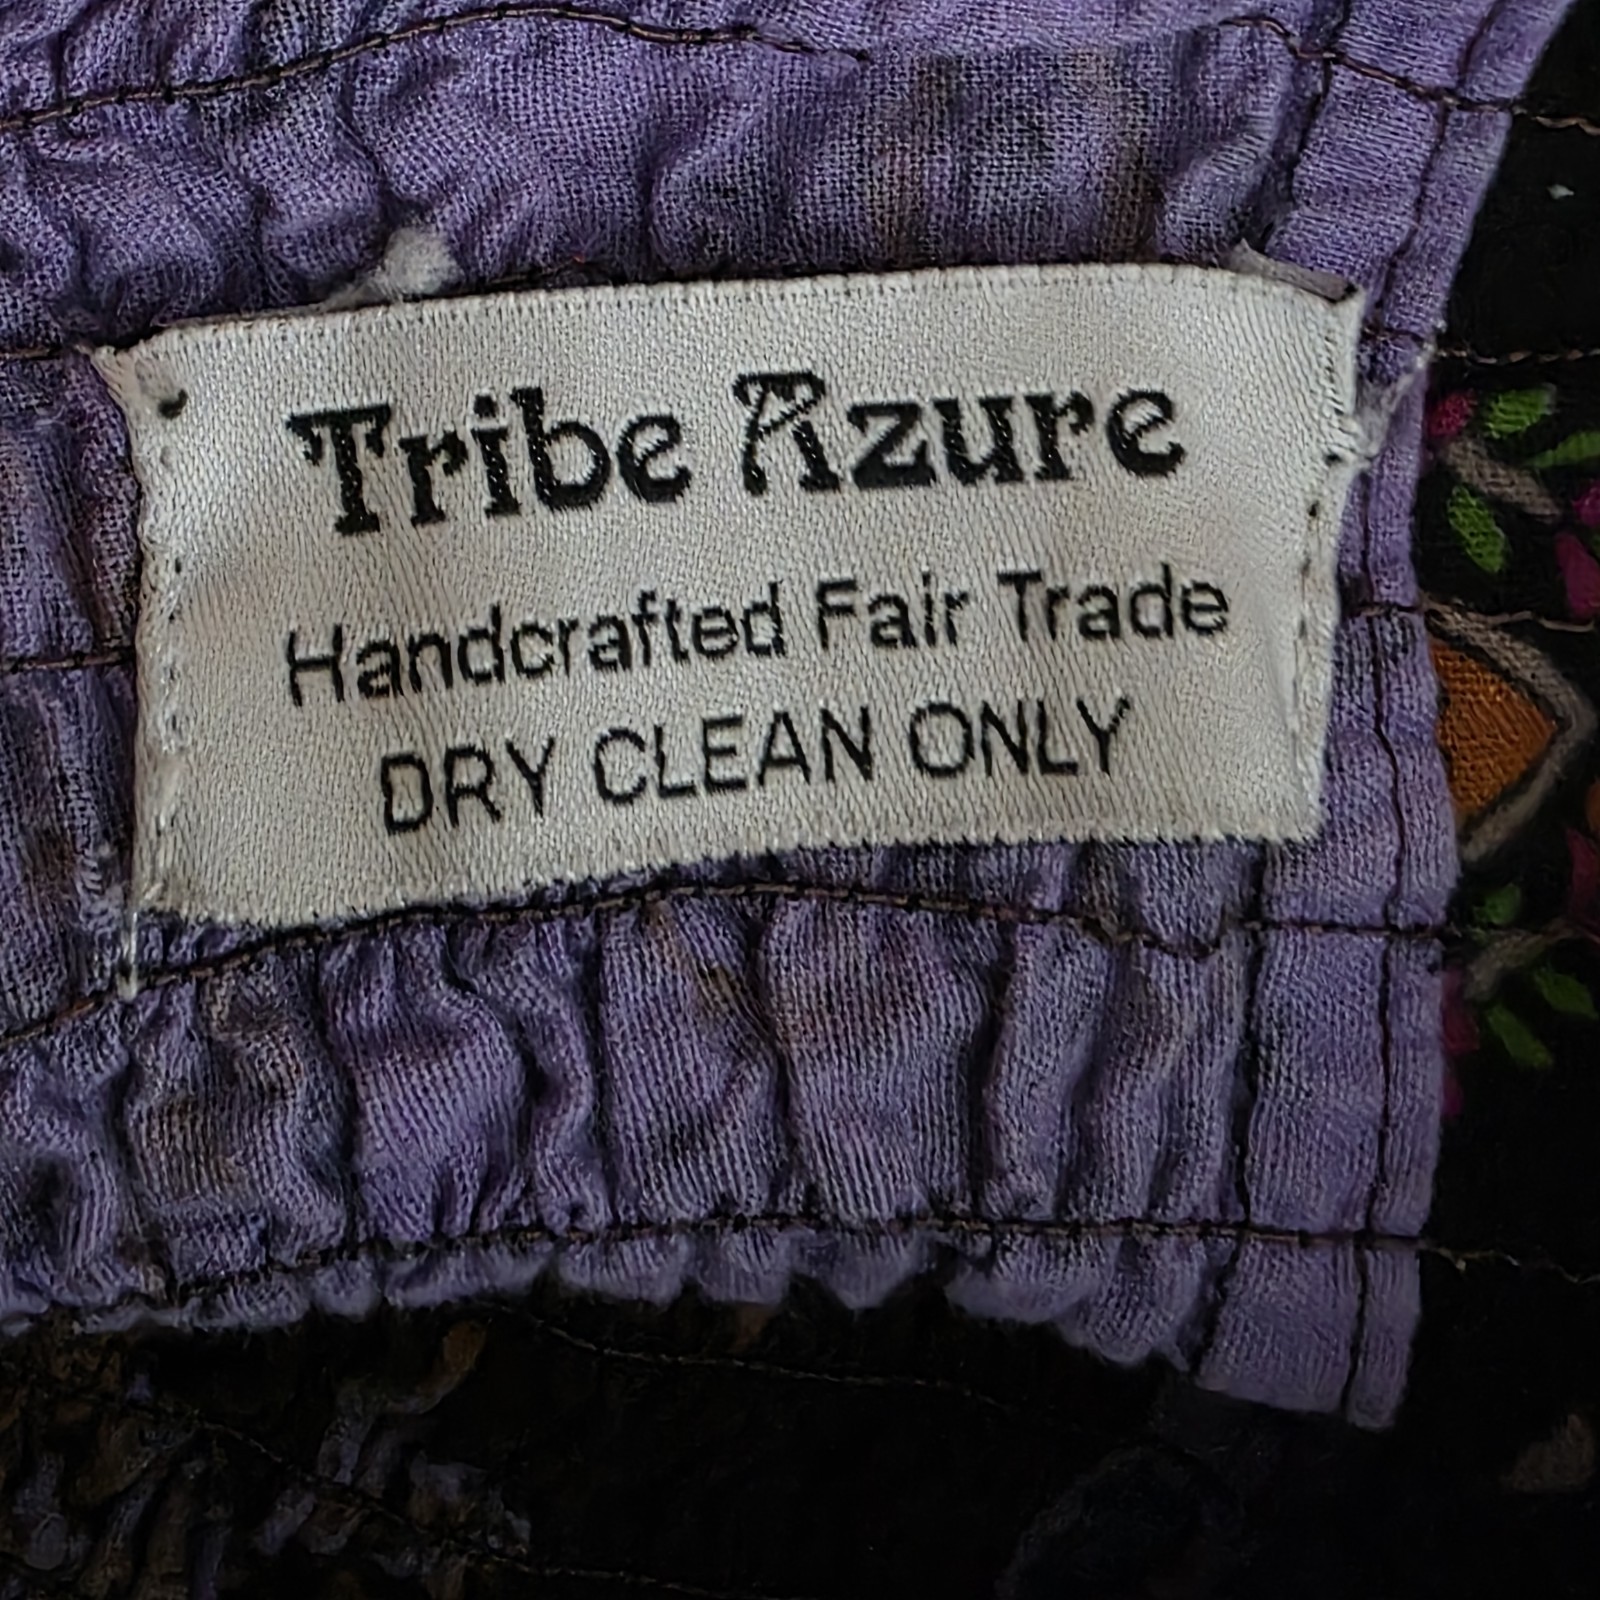 Tribe Azure
Handcrafted Fair Trade
DRY CLEAN ONLY